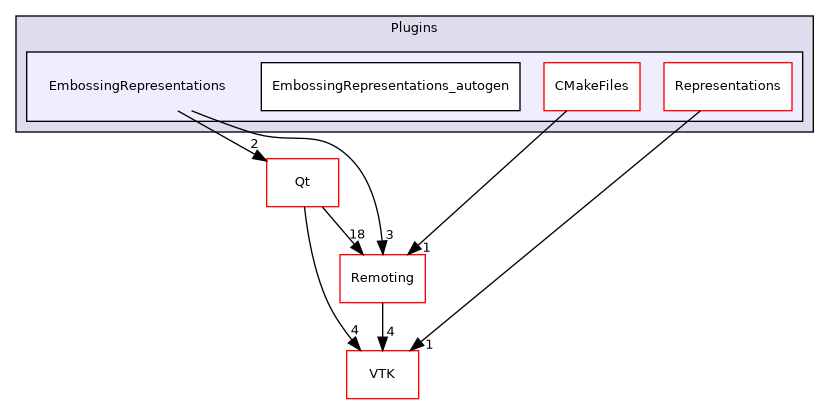 Plugins
EmbossingRepresentations
EmbossingRepresentations_autogen
CMakeFiles
Representations
2
Qt
18
3
1
Remoting
4
4
1
VTK